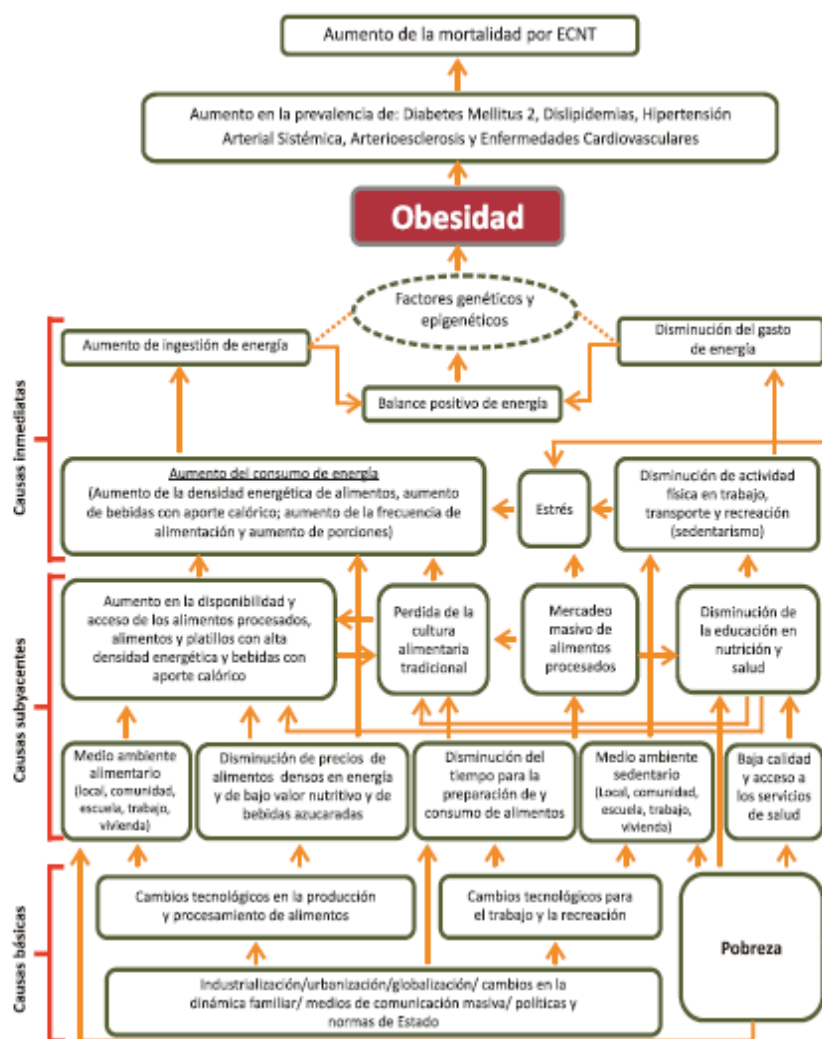 Aumento de la mortalidad por ECNT
Aumento en la prevalencia de: Diabetes Mellitus 2, Dislipidemias, Hipertensión
Arterial Sistémica, Arterioesclerosis y Enfermedades Cardiovasculares
Obesidad
Factores genéticos y
epigenéticos
Causas inmediatas
Aumento de ingestión de energía
Disminución del gasto
de energía
Balance positivo de energía
Aumento del consumo de energía
(Aumento de la densidad energética de alimentos, aumento
de bebidas con aporte calórico; aumento de la frecuencia de
alimentación y aumento de porciones)
Estrés
Disminución de actividad
física en trabajo,
transporte y recreación
(sedentarismo)
Causas subyacentes
Aumento en la disponibilidad y
acceso de los alimentos procesados,
alimentos y platillos con alta
densidad energética y bebidas con
aporte calórico
Perdida de la
cultura
alimentaria
tradicional
Mercadeo
masivo de
alimentos
procesados
Disminución de
la educación en
nutrición y
salud
Medio ambiente
alimentario
(local, comunidad,
escuela, trabajo,
vivienda)
Disminución de precios de
alimentos densos en energía
y de bajo valor nutritivo y de
bebidas azucaradas
Disminución del
tiempo para la
preparación de y
consumo de alimentos
Medio ambiente
sedentario
(Local, comunidad,
escuela, trabajo,
vivienda)
Baja calidad
y acceso a
los servicios
de salud
Causas básicas
Cambios tecnológicos en la producción
y procesamiento de alimentos
Cambios tecnológicos para
el trabajo y la recreación
Pobreza
Industrialización/urbanización/globalización/ cambios en la
dinámica familiar/ medios de comunicación masiva/ políticas y
normas de Estado